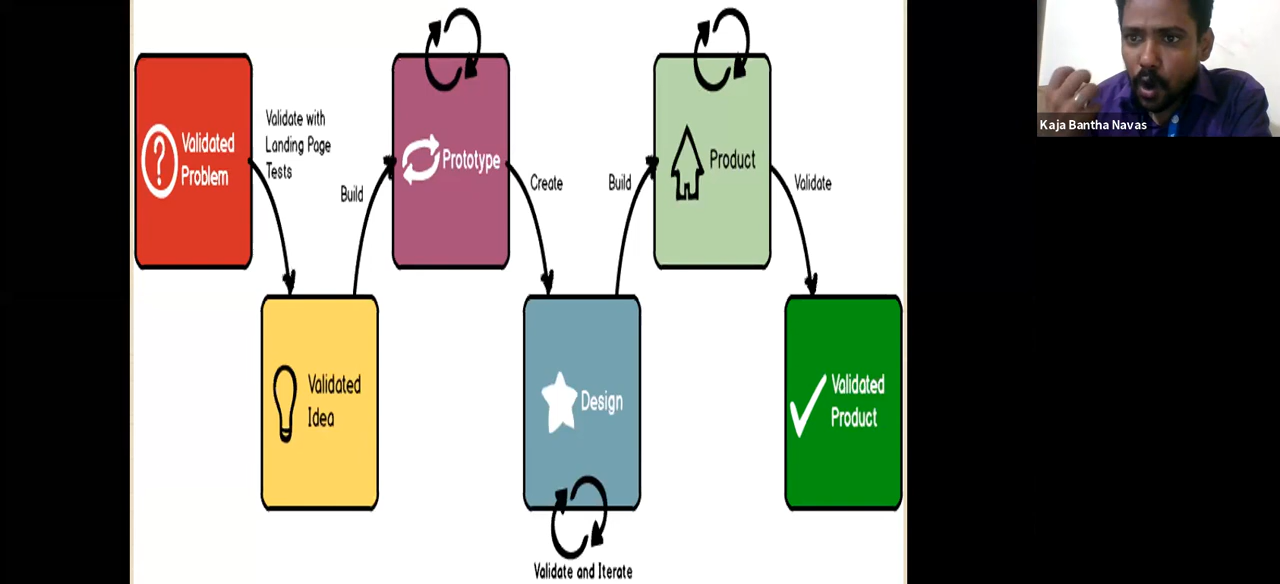 Validated
Problem
Validate with
Landing Page
Tests
Validated
Idea
Build
Prototype
Create
Design
Validate and Iterate
Build
Product
Validate
Validated
Product
Kaja Bantha Navas